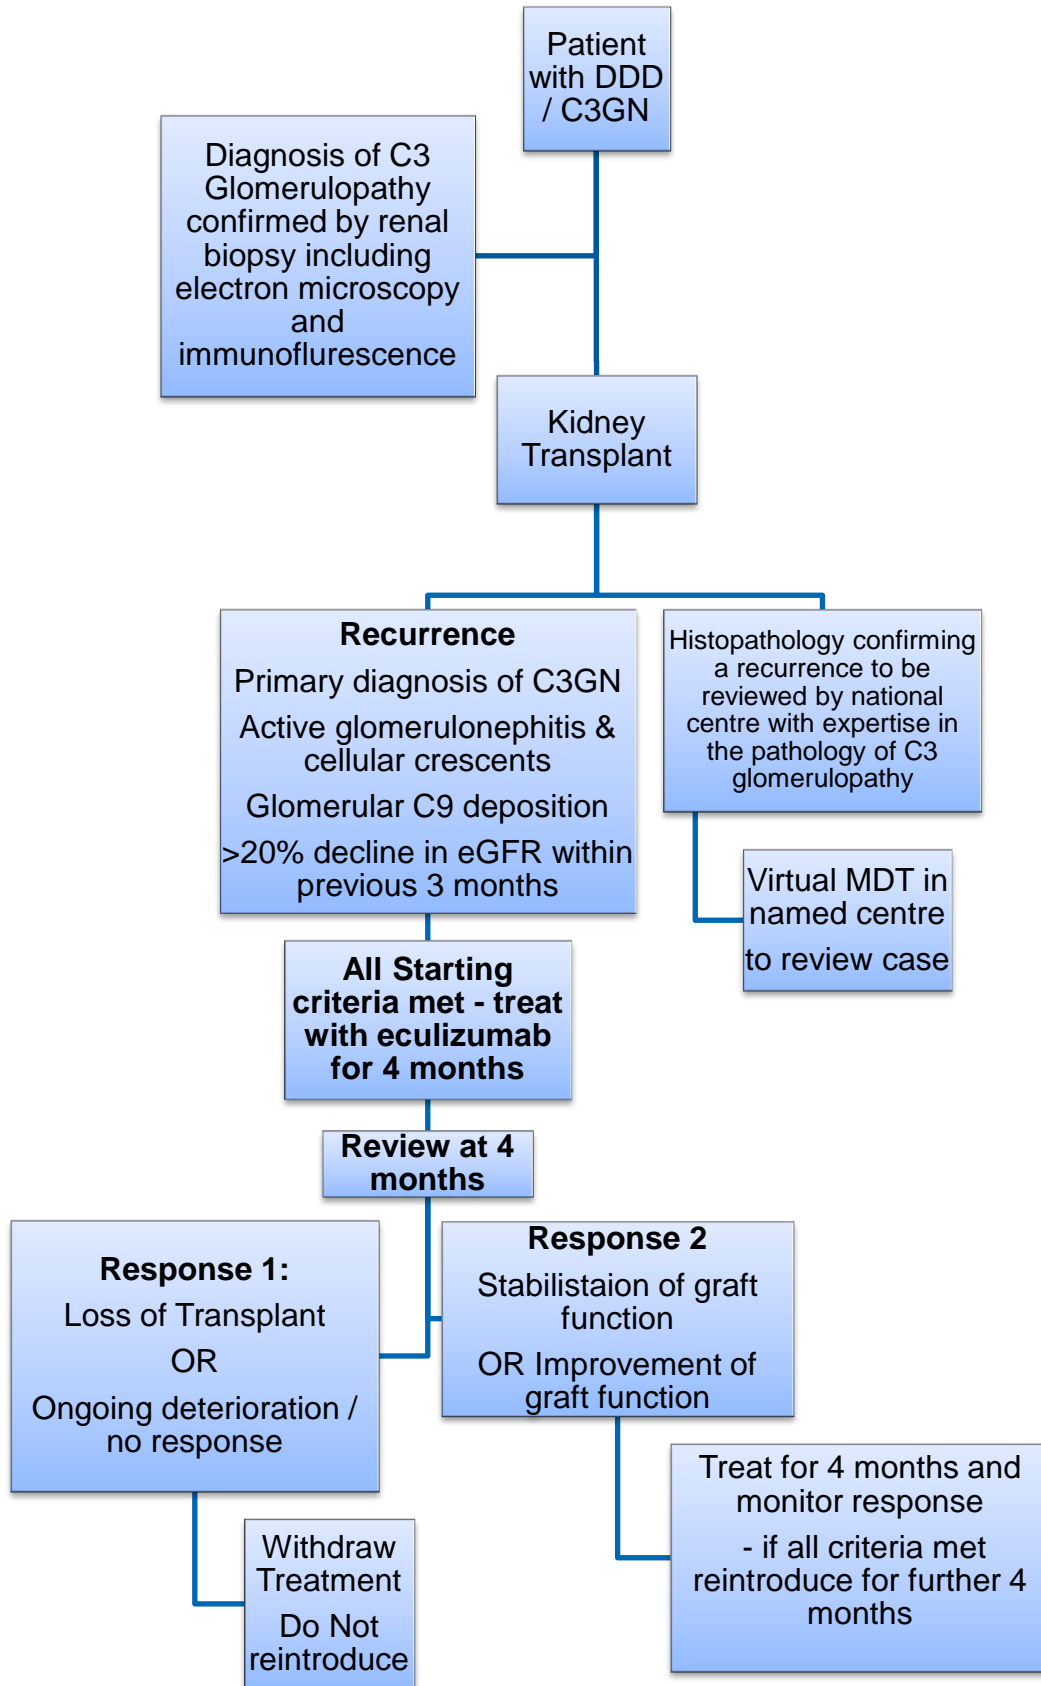 Patient
with DDD
/ C3GN
Diagnosis of C3
Glomerulopathy
confirmed by renal
biopsy including
electron microscopy
and
immunoflurescence
Kidney
Transplant
Recurrence
Primary diagnosis of C3GN
Active glomerulonephitis &
cellular crescents
Glomerular C9 deposition
>20% decline in eGFR within
previous 3 months
Histopathology confirming
a recurrence to be
reviewed by national
centre with expertise in
the pathology of C3
glomerulopathy
Virtual MDT in
named centre
to review case
All Starting
criteria met - treat
with eculizumab
for 4 months
Review at 4
months
Response 1:
Loss of Transplant
OR
Ongoing deterioration /
no response
Response 2
Stabilistaion of graft
function
OR Improvement of
graft function
Withdraw
Treatment
Do Not
reintroduce
Treat for 4 months and
monitor response
- if all criteria met
reintroduce for further 4
months